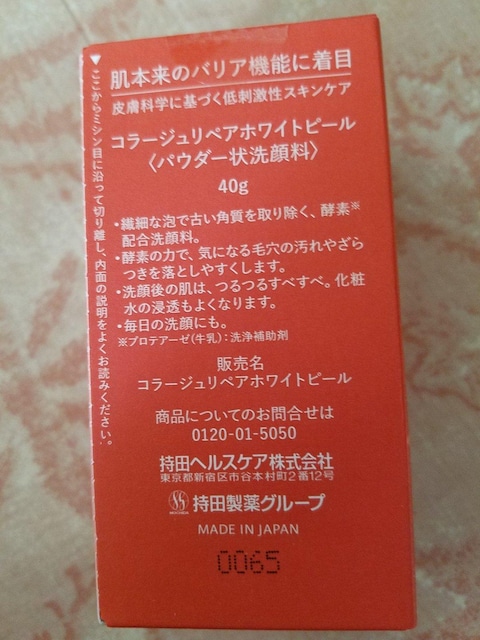 ▼ここからミシン目に沿って切り離し、内面の説明をよくお読みください。
肌本来のバリア機能に着目
皮膚科学に基づく低刺激性スキンケア
コラージュリペアホワイトピール
〈パウダー状洗顔料〉
40g
・繊細な泡で古い角質を取り除く、酵素※
配合洗顔料。
・酵素の力で、気になる毛穴の汚れやざら
つきを落としやすくします。
・洗顔後の肌は、つるつるすべすべ。化粧
水の浸透もよくなります。
・毎日の洗顔にも。
※プロテアーゼ(牛乳):洗浄補助剤
販売名
コラージュリペアホワイトピール
商品についてのお問合せは
0120-01-5050
持田ヘルスケア株式会社
東京都新宿区市谷本村町2番12号
持田製薬グループ
MADE IN JAPAN
0065